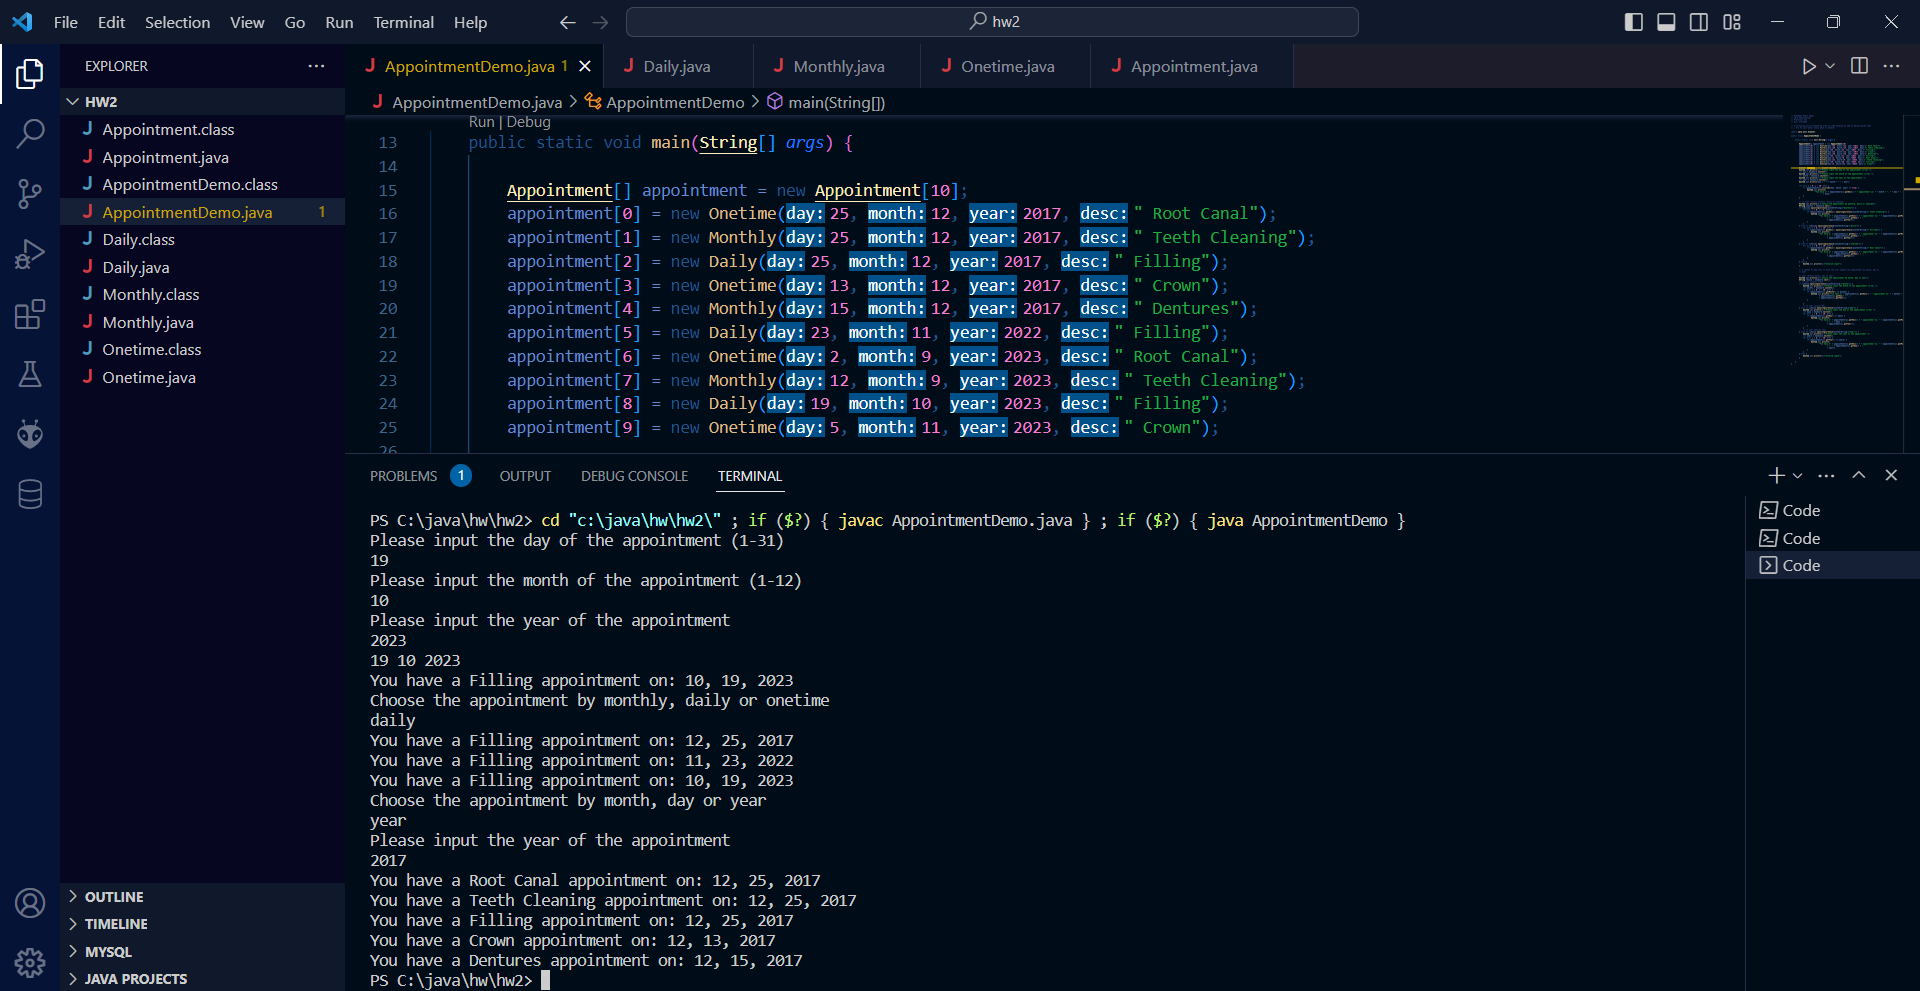 File Edit Selection View Go Run Terminal Help
hw2
EXPLORER
HW2
Appointment.class
Appointment.java
AppointmentDemo.class
AppointmentDemo.java 1
Daily.class
Daily.java
Monthly.class
Monthly.java
Onetime.class
Onetime.java
OUTLINE
TIMELINE
MYSQL
JAVA PROJECTS
AppointmentDemo.java 1 Daily.java Monthly.java Onetime.java Appointment.java
AppointmentDemo.java > AppointmentDemo > main(String[])
Run | Debug
13 public static void main(String[] args) {
14
15 Appointment[] appointment = new Appointment[10];
16 appointment[0] = new Onetime(day: 25, month: 12, year: 2017, desc: " Root Canal");
17 appointment[1] = new Monthly(day: 25, month: 12, year: 2017, desc: " Teeth Cleaning");
18 appointment[2] = new Daily(day: 25, month: 12, year: 2017, desc: " Filling");
19 appointment[3] = new Onetime(day: 13, month: 12, year: 2017, desc: " Crown");
20 appointment[4] = new Monthly(day: 15, month: 12, year: 2017, desc: " Dentures");
21 appointment[5] = new Daily(day: 23, month: 11, year: 2022, desc: " Filling");
22 appointment[6] = new Onetime(day: 2, month: 9, year: 2023, desc: " Root Canal");
23 appointment[7] = new Monthly(day: 12, month: 9, year: 2023, desc: " Teeth Cleaning");
24 appointment[8] = new Daily(day: 19, month: 10, year: 2023, desc: " Filling");
25 appointment[9] = new Onetime(day: 5, month: 11, year: 2023, desc: " Crown");
26
PROBLEMS 1 OUTPUT DEBUG CONSOLE TERMINAL
PS C:\java\hw\hw2> cd "c:\java\hw\hw2\" ; if ($?) { javac AppointmentDemo.java } ; if ($?) { java AppointmentDemo }
Please input the day of the appointment (1-31)
19
Please input the month of the appointment (1-12)
10
Please input the year of the appointment
2023
19 10 2023
You have a Filling appointment on: 10, 19, 2023
Choose the appointment by monthly, daily or onetime
daily
You have a Filling appointment on: 12, 25, 2017
You have a Filling appointment on: 11, 23, 2022
You have a Filling appointment on: 10, 19, 2023
Choose the appointment by month, day or year
year
Please input the year of the appointment
2017
You have a Root Canal appointment on: 12, 25, 2017
You have a Teeth Cleaning appointment on: 12, 25, 2017
You have a Filling appointment on: 12, 25, 2017
You have a Crown appointment on: 12, 13, 2017
You have a Dentures appointment on: 12, 15, 2017
PS C:\java\hw\hw2>
Code
Code
Code